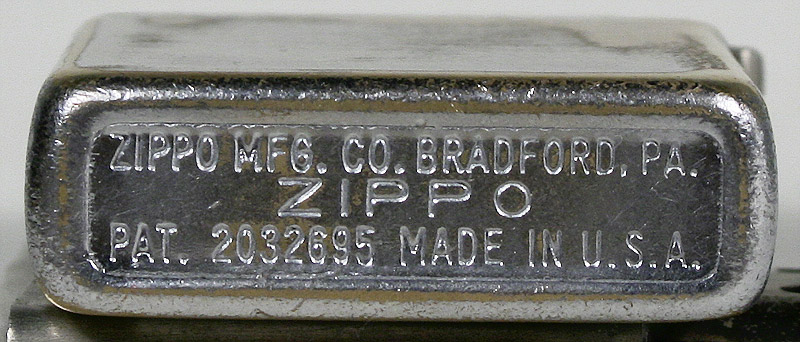 ZIPPO MFG. CO. BRADFORD, PA.
ZIPPO
PAT. 2032695 MADE IN U.S.A.